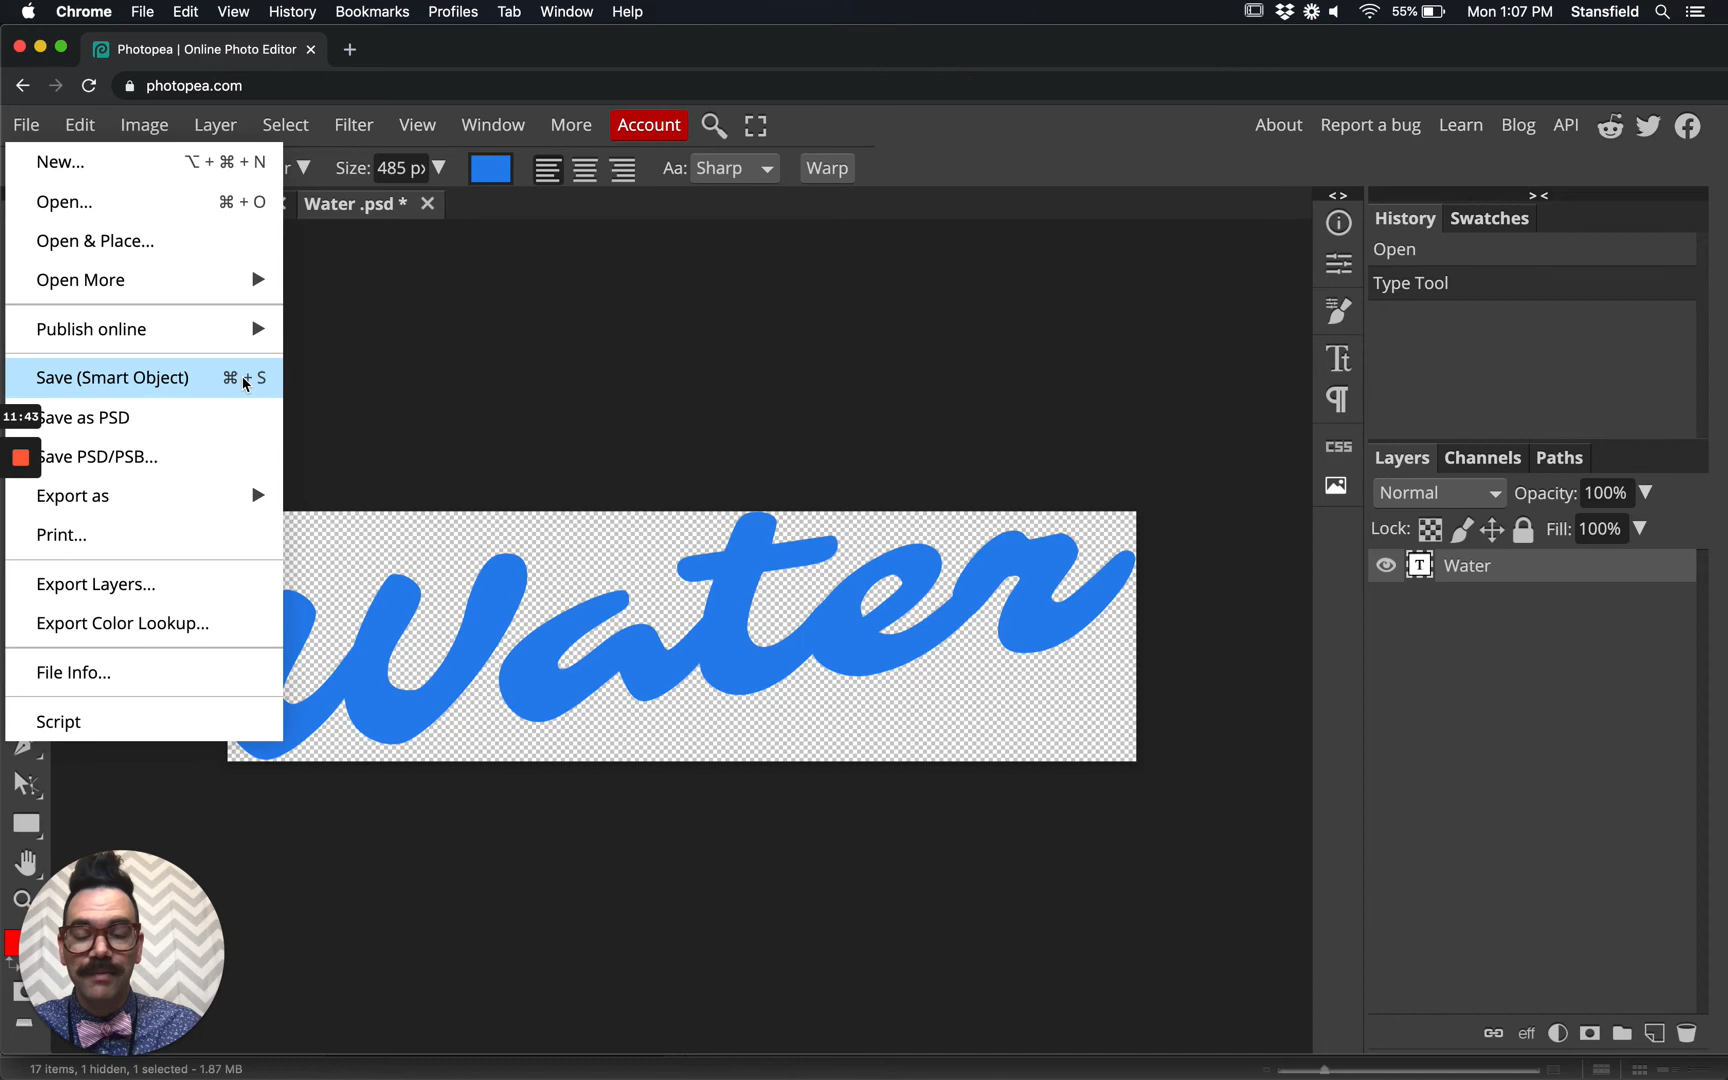 Chrome File Edit View History Bookmarks Profiles Tab Window Help 55% Mon 1:07 PM Stansfield
Photopea | Online Photo Editor
photopea.com
File Edit Image Layer Select Filter View Window More Account About Report a bug Learn Blog API
Size: 485 px Aa: Sharp Warp
Water .psd *
New... ⌥ + ⌘ + N
Open... ⌘ + O
Open & Place...
Open More
Publish online
Save (Smart Object) ⌘ + S
Save as PSD
11:43
Save PSD/PSB...
Export as
Print...
Export Layers...
Export Color Lookup...
File Info...
Script
Water
< > > <
History Swatches
Open
Type Tool
CSS
Layers Channels Paths
Normal Opacity: 100%
Lock: Fill: 100%
T Water
eff
17 items, 1 hidden, 1 selected - 1.87 MB